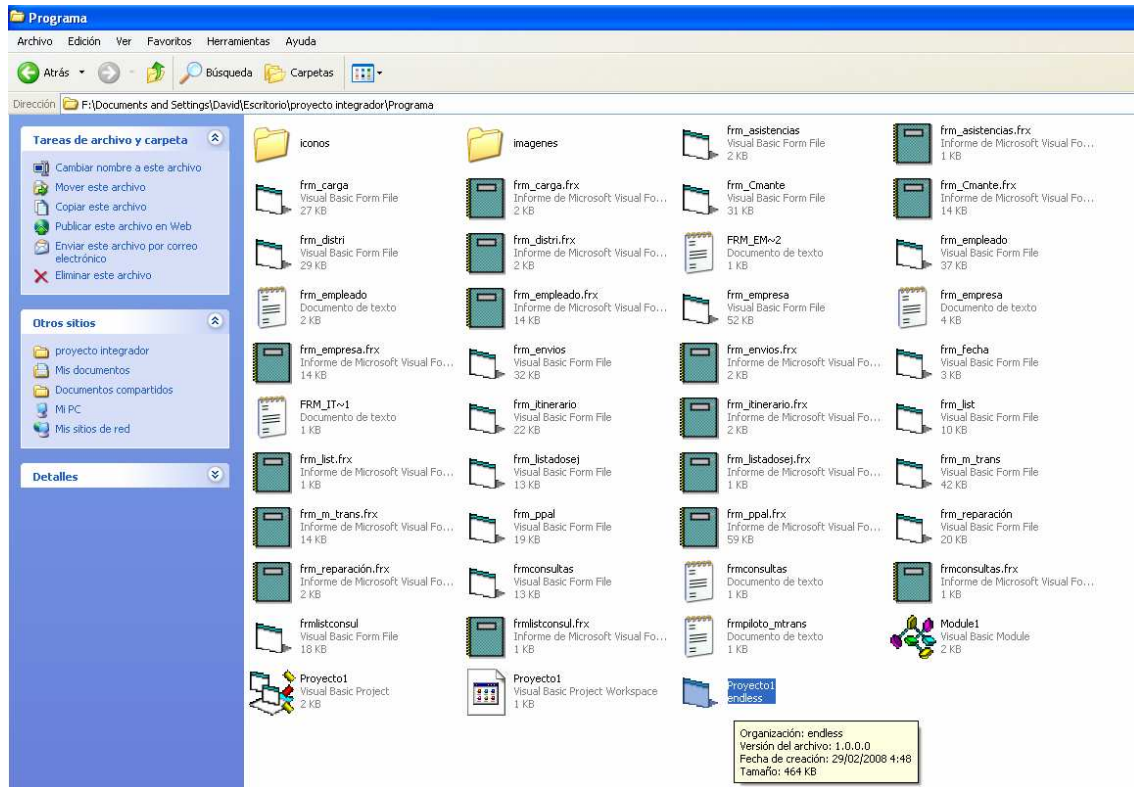 Programa
Archivo Edición Ver Favoritos Herramientas Ayuda
Atrás Búsqueda Carpetas
Dirección F:\Documents and Settings\David\Escritorio\proyecto integrador\Programa
Tareas de archivo y carpeta
Cambiar nombre a este archivo
Mover este archivo
Copiar este archivo
Publicar este archivo en Web
Enviar este archivo por correo
electrónico
Eliminar este archivo
Otros sitios
proyecto integrador
Mis documentos
Documentos compartidos
Mi PC
Mis sitios de red
Detalles
iconos
imagenes
frm_asistencias
Visual Basic Form File
2 KB
frm_asistencias.frx
Informe de Microsoft Visual Fo...
1 KB
frm_carga
Visual Basic Form File
27 KB
frm_carga.frx
Informe de Microsoft Visual Fo...
2 KB
frm_Cmante
Visual Basic Form File
31 KB
frm_Cmante.frx
Informe de Microsoft Visual Fo...
14 KB
frm_distri
Visual Basic Form File
29 KB
frm_distri.frx
Informe de Microsoft Visual Fo...
2 KB
FRM_EM~2
Documento de texto
1 KB
frm_empleado
Visual Basic Form File
37 KB
frm_empleado
Documento de texto
2 KB
frm_empleado.frx
Informe de Microsoft Visual Fo...
14 KB
frm_empresa
Visual Basic Form File
52 KB
frm_empresa
Documento de texto
4 KB
frm_empresa.frx
Informe de Microsoft Visual Fo...
14 KB
frm_envios
Visual Basic Form File
32 KB
frm_envios.frx
Informe de Microsoft Visual Fo...
2 KB
frm_fecha
Visual Basic Form File
3 KB
FRM_IT~1
Documento de texto
1 KB
frm_itinerario
Visual Basic Form File
22 KB
frm_itinerario.frx
Informe de Microsoft Visual Fo...
2 KB
frm_list
Visual Basic Form File
10 KB
frm_list.frx
Informe de Microsoft Visual Fo...
1 KB
frm_listadosej
Visual Basic Form File
13 KB
frm_listadosej.frx
Informe de Microsoft Visual Fo...
1 KB
frm_m_trans
Visual Basic Form File
42 KB
frm_m_trans.frx
Informe de Microsoft Visual Fo...
14 KB
frm_ppal
Visual Basic Form File
19 KB
frm_ppal.frx
Informe de Microsoft Visual Fo...
59 KB
frm_reparación
Visual Basic Form File
20 KB
frm_reparación.frx
Informe de Microsoft Visual Fo...
2 KB
frmconsultas
Visual Basic Form File
13 KB
frmconsultas
Documento de texto
1 KB
frmconsultas.frx
Informe de Microsoft Visual Fo...
1 KB
frmlistconsul
Visual Basic Form File
18 KB
frmlistconsul.frx
Informe de Microsoft Visual Fo...
1 KB
frmpiloto_mtrans
Documento de texto
1 KB
Module1
Visual Basic Module
2 KB
Proyecto1
Visual Basic Project
2 KB
Proyecto1
Visual Basic Project Workspace
1 KB
Proyecto1
endless
Organización: endless
Versión del archivo: 1.0.0.0
Fecha de creación: 29/02/2008 4:48
Tamaño: 464 KB